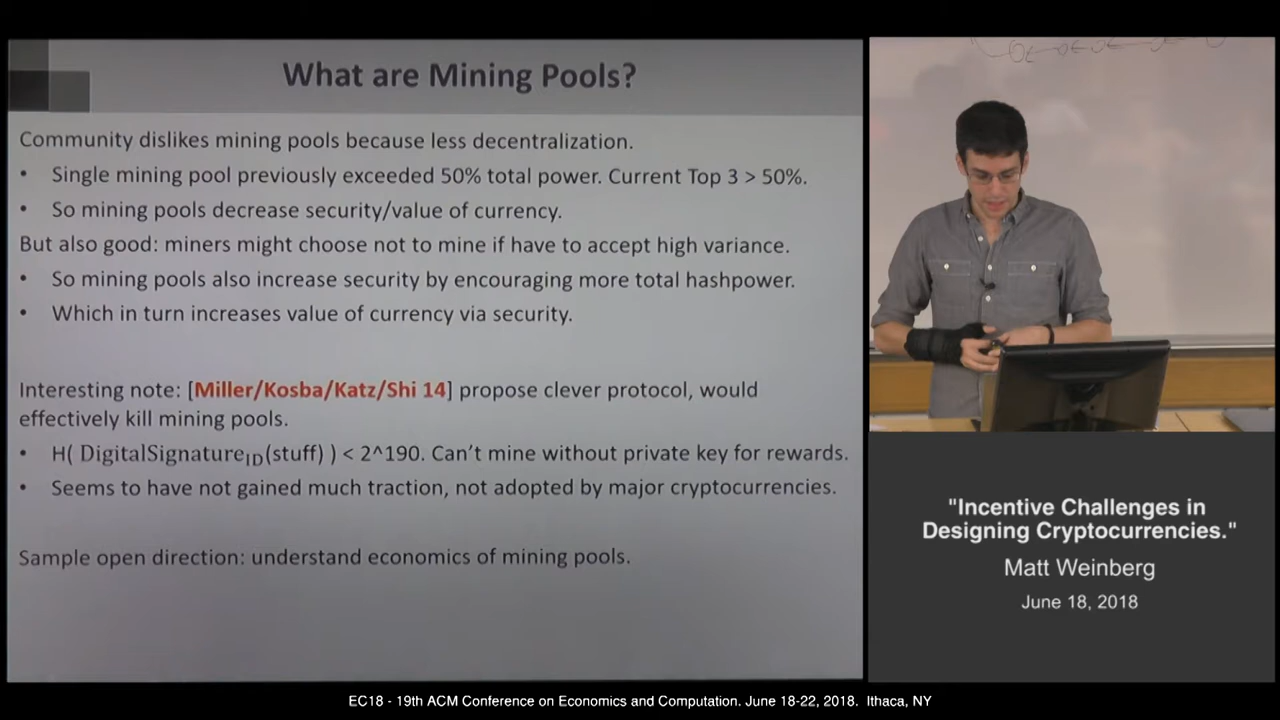 What are Mining Pools?
Community dislikes mining pools because less decentralization.
• Single mining pool previously exceeded 50% total power. Current Top 3 > 50%.
• So mining pools decrease security/value of currency.
But also good: miners might choose not to mine if have to accept high variance.
• So mining pools also increase security by encouraging more total hashpower.
• Which in turn increases value of currency via security.
Interesting note: [Miller/Kosba/Katz/Shi 14] propose clever protocol, would
effectively kill mining pools.
• H( DigitalSignature_ID(stuff) ) < 2^190. Can't mine without private key for rewards.
• Seems to have not gained much traction, not adopted by major cryptocurrencies.
Sample open direction: understand economics of mining pools.
"Incentive Challenges in
Designing Cryptocurrencies."
Matt Weinberg
June 18, 2018
EC18 - 19th ACM Conference on Economics and Computation. June 18-22, 2018. Ithaca, NY